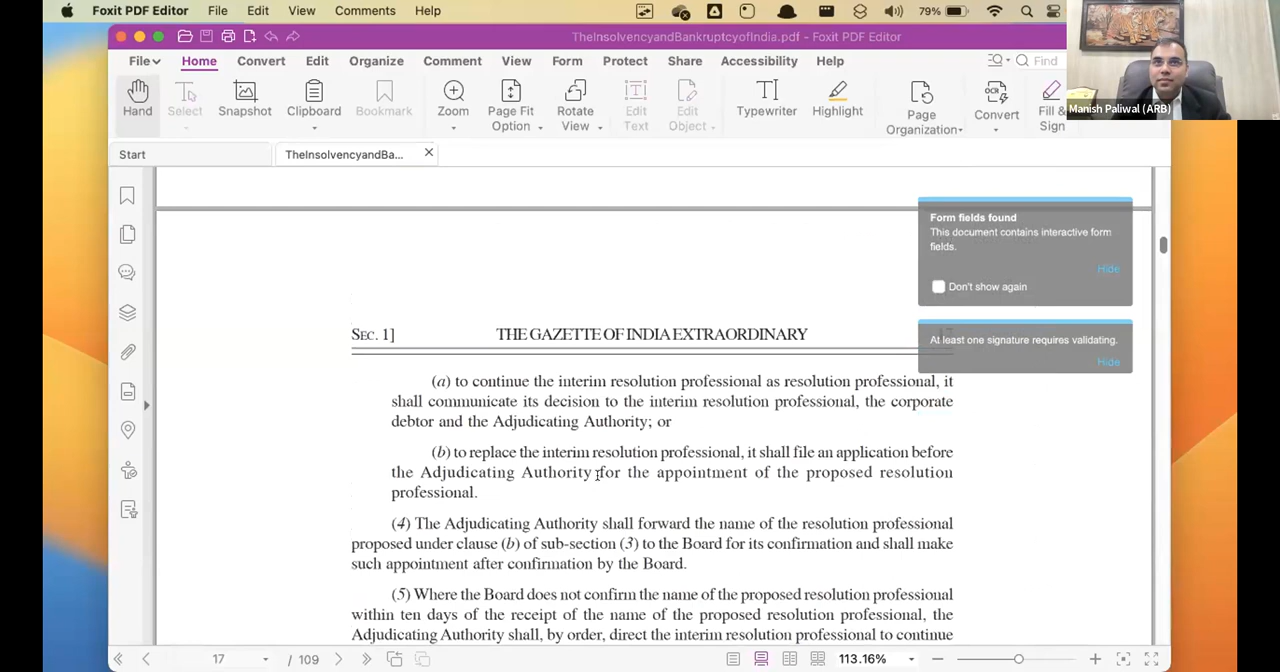 Foxit PDF Editor File Edit View Comments Help 79%
TheInsolvencyandBankruptcyofIndia.pdf - Foxit PDF Editor
File Home Convert Edit Organize Comment View Form Protect Share Accessibility Help Find
Hand Select Snapshot Clipboard Bookmark Zoom Page Fit Option Rotate View Edit Text Edit Object Typewriter Highlight Page Organization OCR Convert Fill & Sign
Manish Paliwal (ARB)
Start TheInsolvencyandBa...
Form fields found
This document contains interactive form
fields.
Hide
Don't show again
At least one signature requires validating.
Hide
SEC. 1] THE GAZETTE OF INDIA EXTRAORDINARY 17
(a) to continue the interim resolution professional as resolution professional, it
shall communicate its decision to the interim resolution professional, the corporate
debtor and the Adjudicating Authority; or
(b) to replace the interim resolution professional, it shall file an application before
the Adjudicating Authority for the appointment of the proposed resolution
professional.
(4) The Adjudicating Authority shall forward the name of the resolution professional
proposed under clause (b) of sub-section (3) to the Board for its confirmation and shall make
such appointment after confirmation by the Board.
(5) Where the Board does not confirm the name of the proposed resolution professional
within ten days of the receipt of the name of the proposed resolution professional, the
Adjudicating Authority shall, by order, direct the interim resolution professional to continue
17 / 109 113.16%